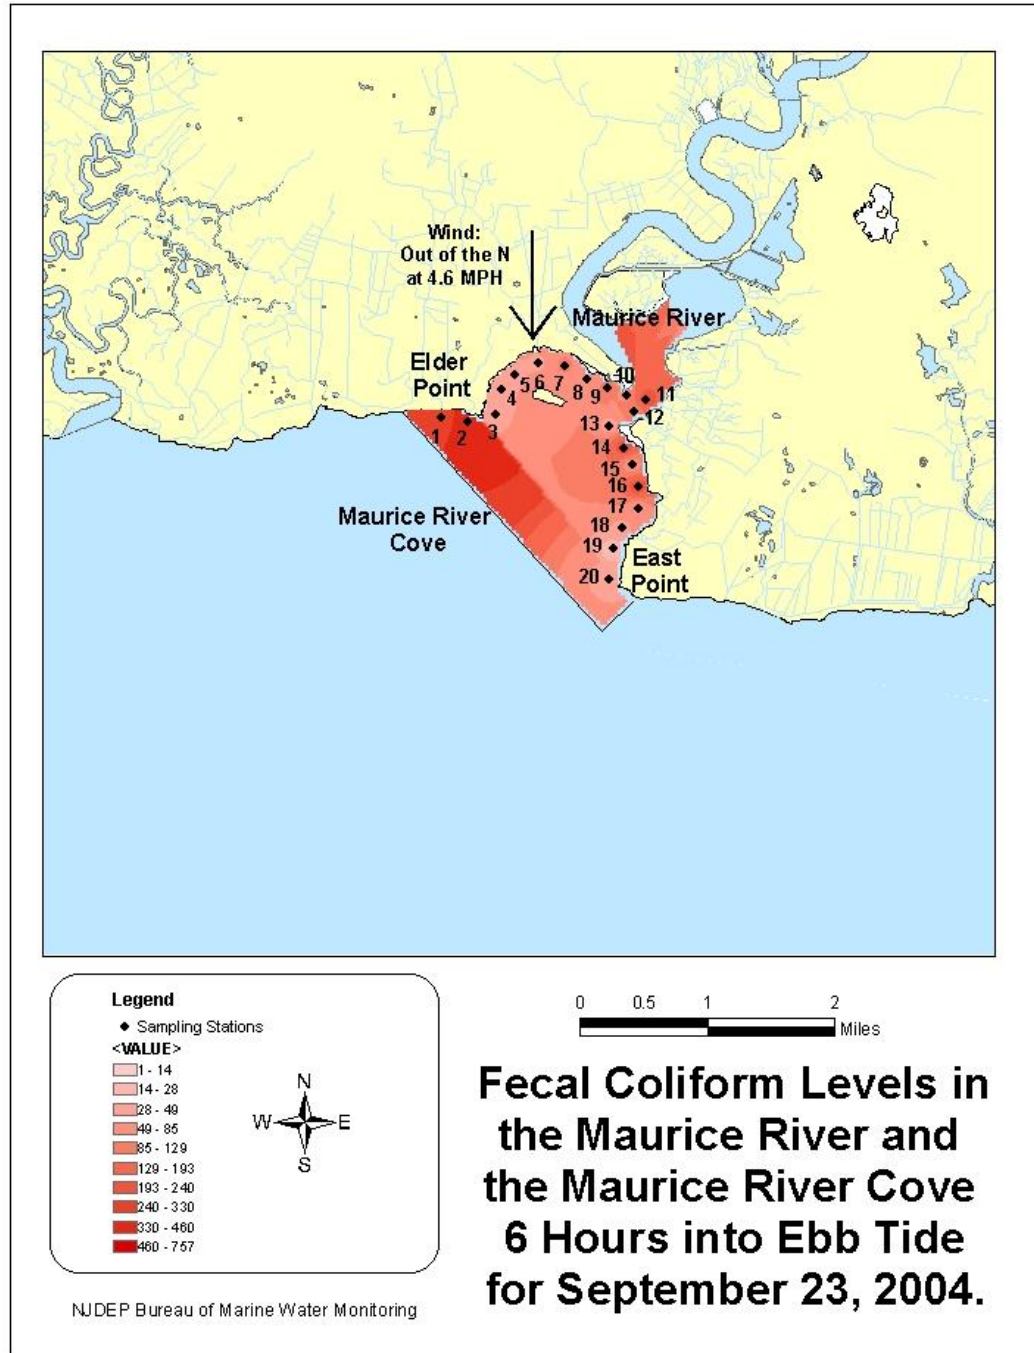 Wind:
Out of the N
at 4.6 MPH
Maurice River
Elder
Point
1
2
3
4
5
6
7
8
9
10
11
12
13
14
15
16
17
18
19
20
Maurice River
Cove
East
Point
Legend
Sampling Stations
<VALUE>
1 - 14
14 - 28
28 - 49
49 - 85
85 - 129
129 - 193
193 - 240
240 - 330
330 - 460
460 - 757
N
W E
S
0 0.5 1 2
Miles
Fecal Coliform Levels in
the Maurice River and
the Maurice River Cove
6 Hours into Ebb Tide
for September 23, 2004.
NJDEP Bureau of Marine Water Monitoring